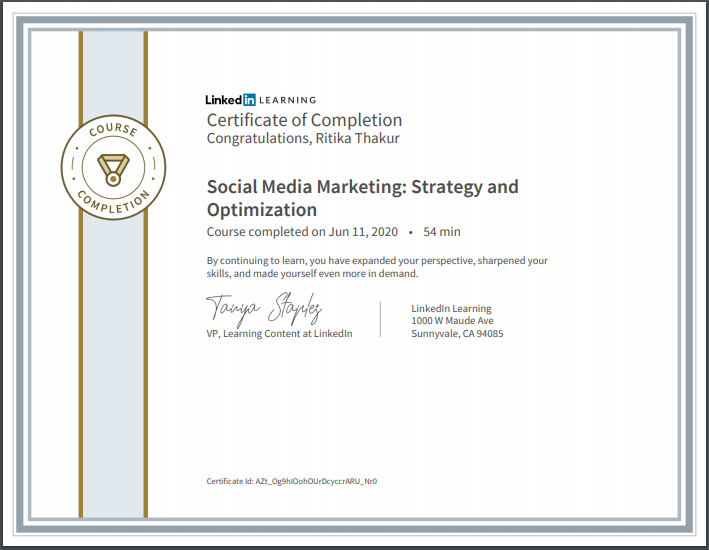 COURSE
COMPLETION
Linked in LEARNING
Certificate of Completion
Congratulations, Ritika Thakur
Social Media Marketing: Strategy and
Optimization
Course completed on Jun 11, 2020 • 54 min
By continuing to learn, you have expanded your perspective, sharpened your
skills, and made yourself even more in demand.
Tanya Staples
VP, Learning Content at LinkedIn
LinkedIn Learning
1000 W Maude Ave
Sunnyvale, CA 94085
Certificate Id: AZt_Og9hIOohOUrDcyccrARU_Nr0